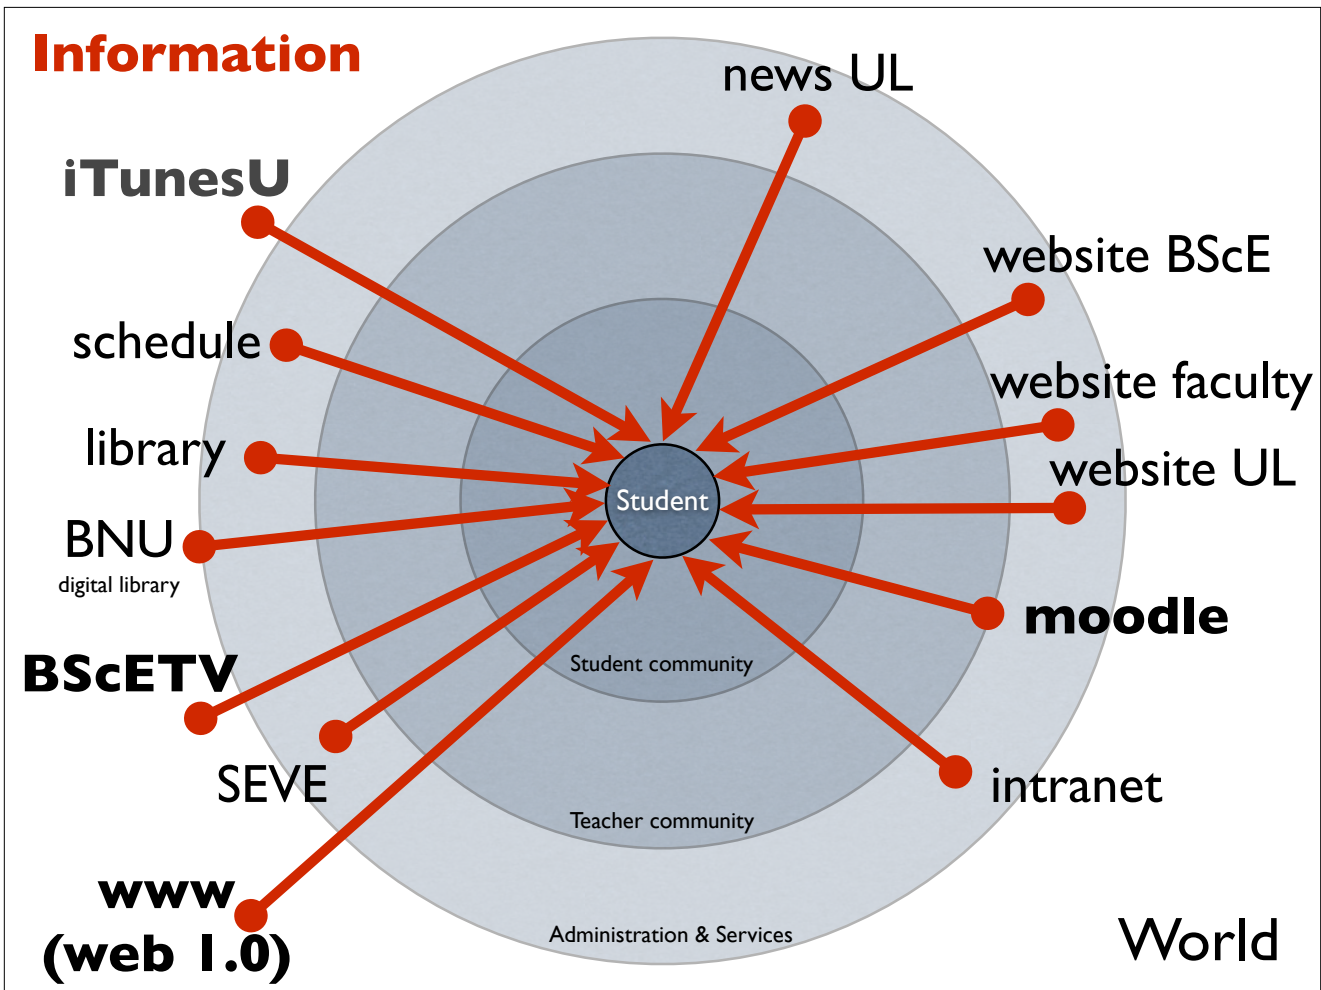 Information
news UL
iTunesU
website BScE
schedule
website faculty
library
website UL
Student
BNU
digital library
moodle
Student community
BScETV
SEVE
intranet
Teacher community
www
(web 1.0)
Administration & Services
World